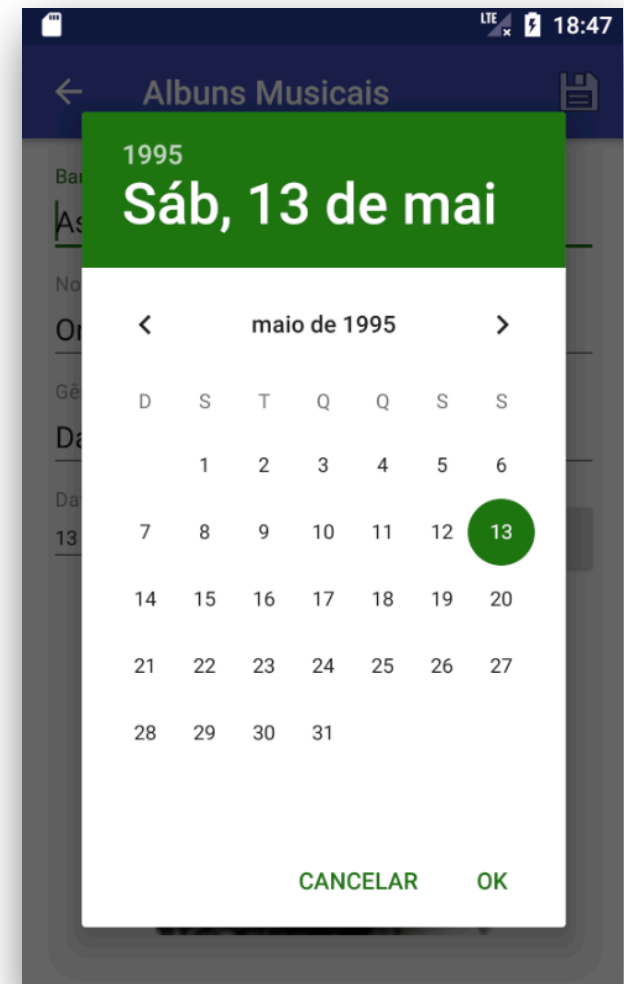 LTE 18:47
Albuns Musicais
1995
Sáb, 13 de mai
maio de 1995
D S T Q Q S S
1 2 3 4 5 6
7 8 9 10 11 12 13
14 15 16 17 18 19 20
21 22 23 24 25 26 27
28 29 30 31
13
CANCELAR OK